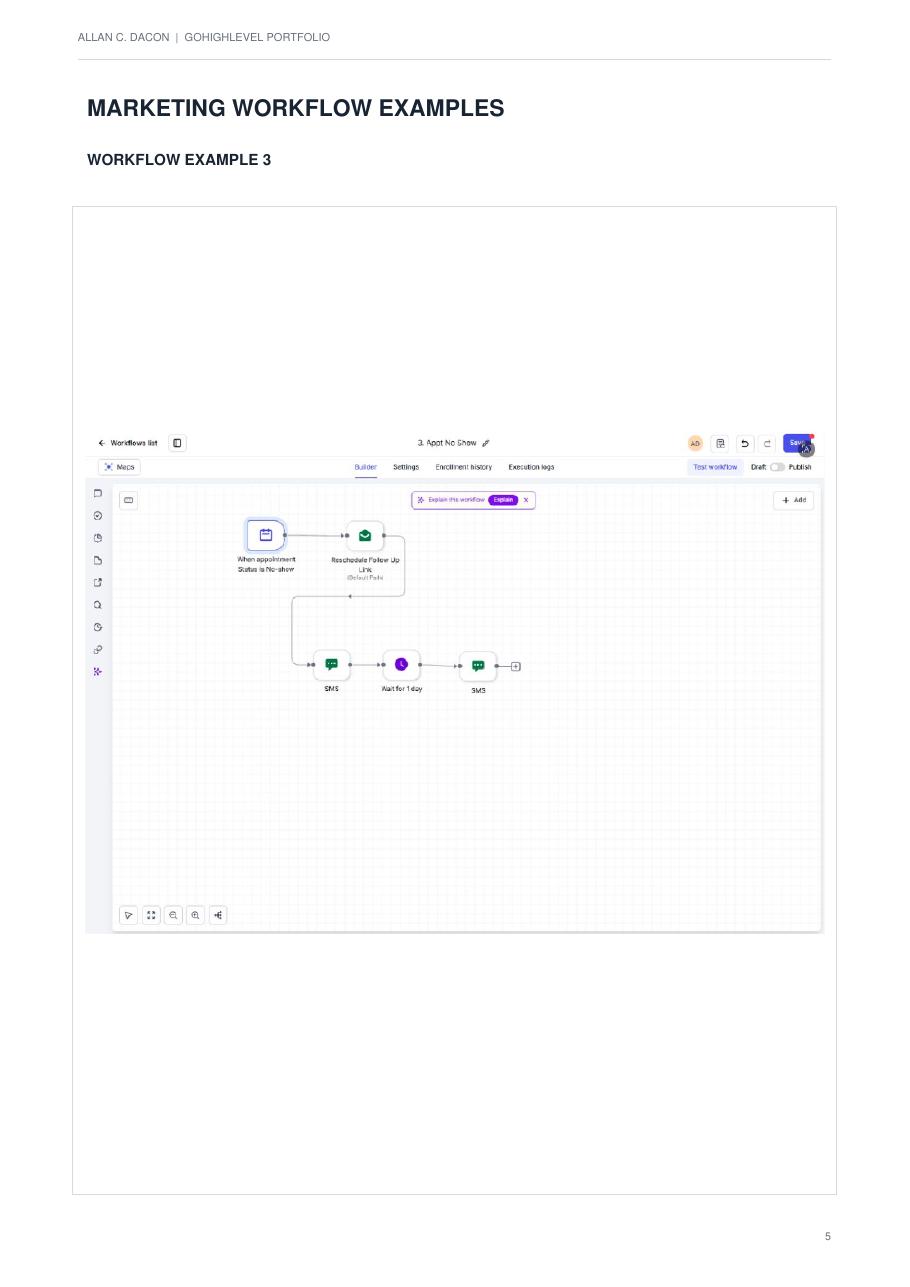 ALLAN C. DACON | GOHIGHLEVEL PORTFOLIO
MARKETING WORKFLOW EXAMPLES
WORKFLOW EXAMPLE 3
Workflows list
3. Appt No Show
AD
Save
Maps
Builder
Settings
Enrollment history
Execution logs
Test workflow
Draft
Publish
Explain this workflow
Explain
X
+ Add
When appointment
Status is No-show
Reschedule Follow Up
Link
(Default Path)
SMS
Wait for 1 day
SMS
5